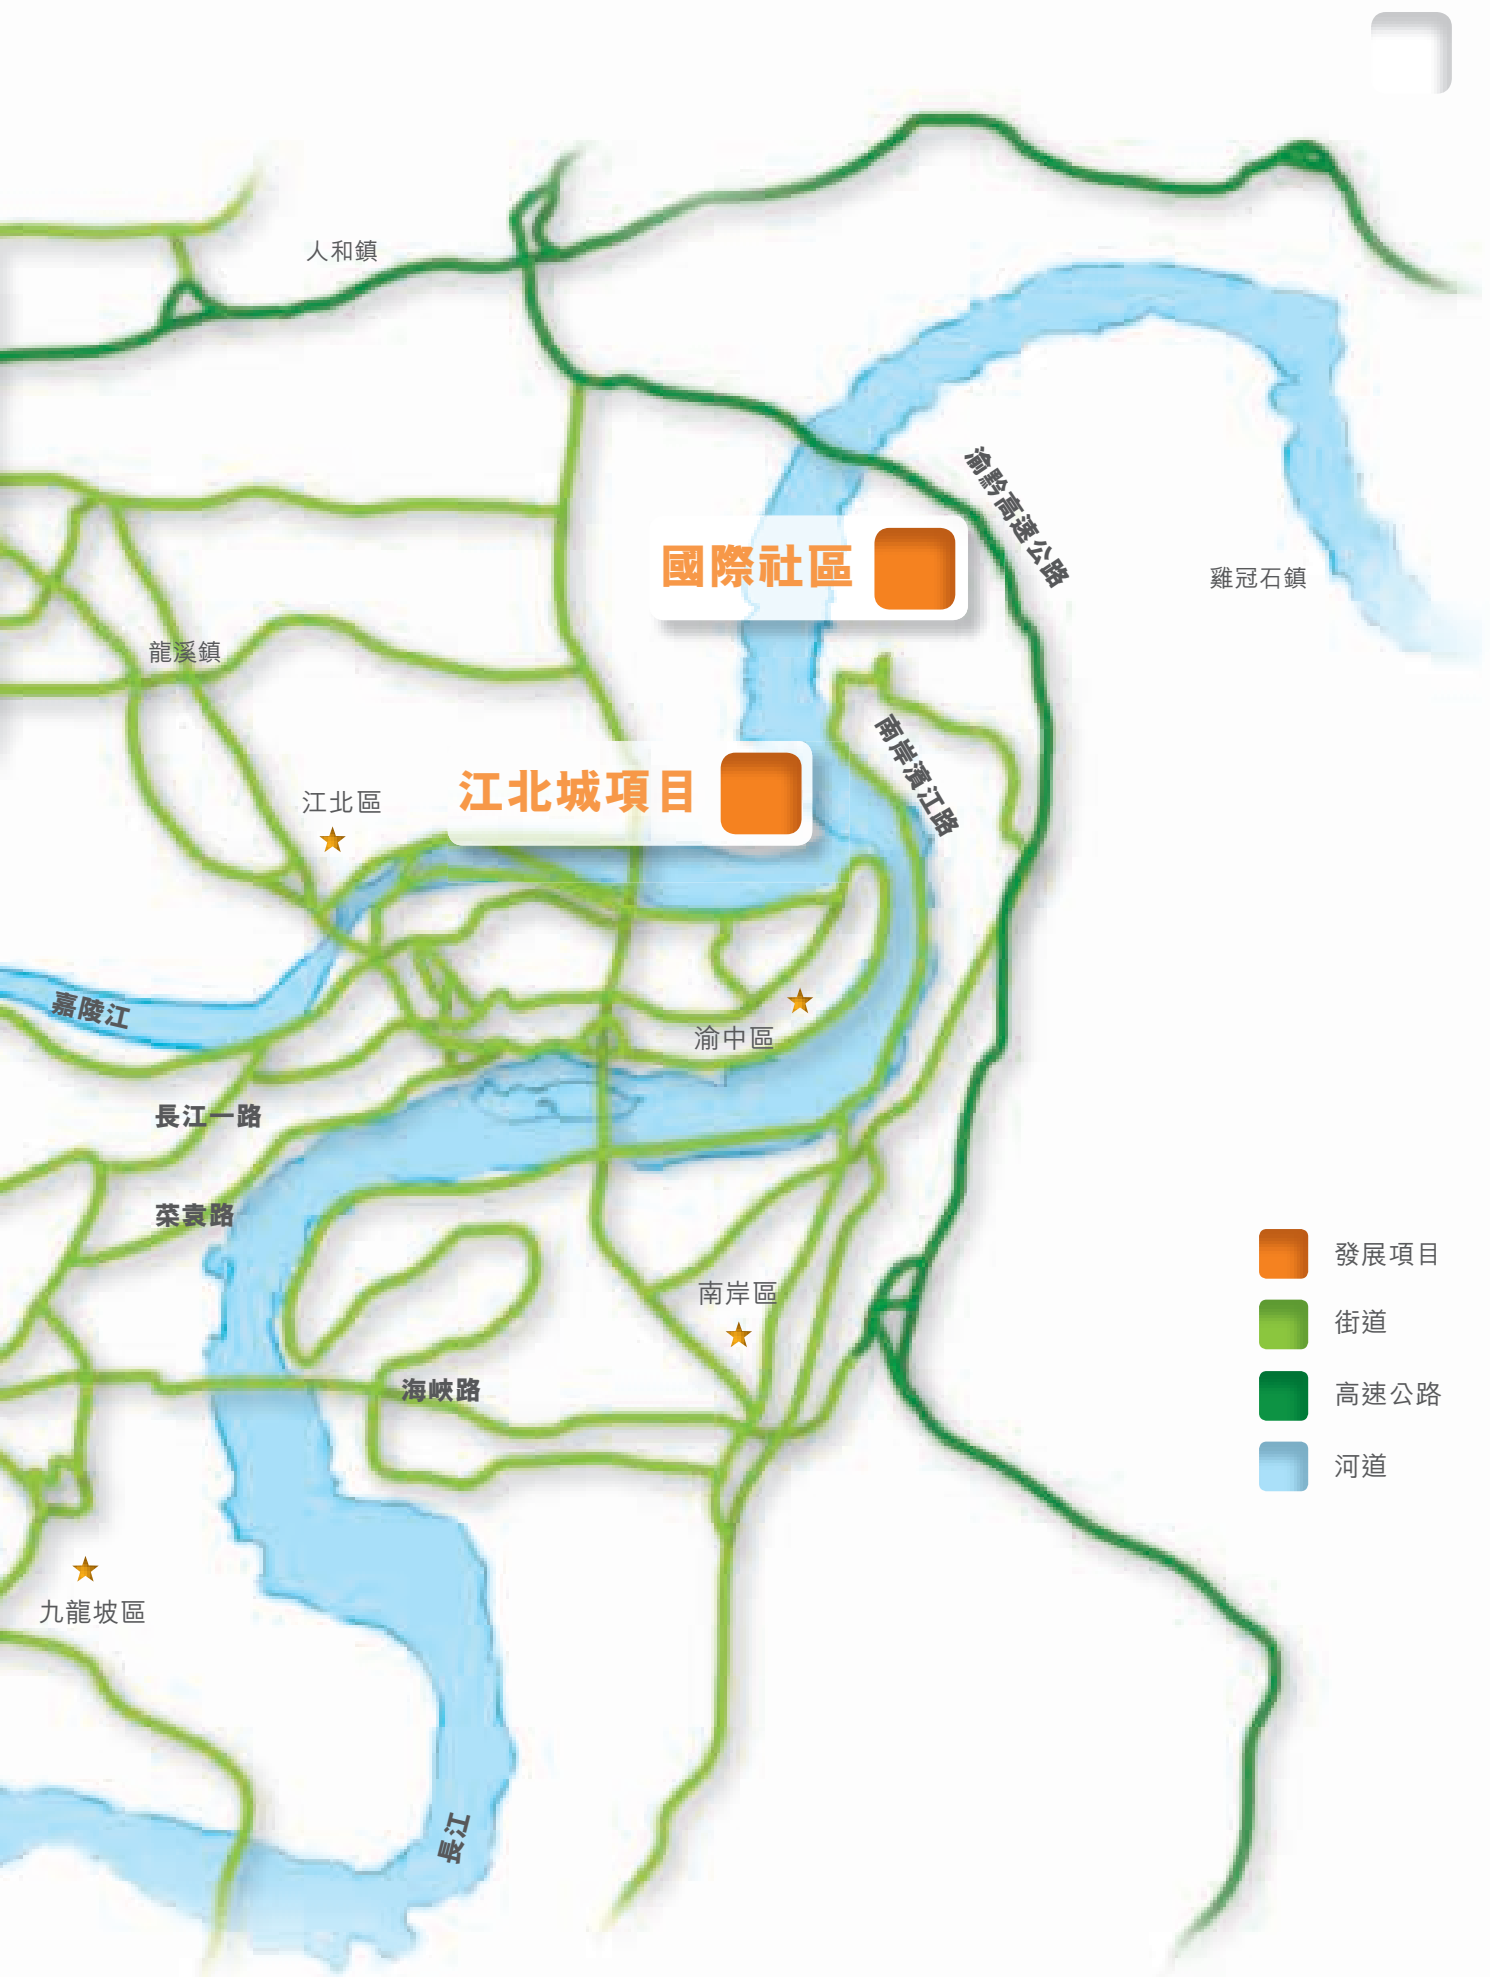 人和鎮
渝黔高速公路
國際社區
雞冠石鎮
龍溪鎮
南岸濱江路
江北城項目
江北區
嘉陵江
渝中區
長江一路
菜袁路
發展項目
南岸區
街道
海峽路
高速公路
河道
九龍坡區
長江